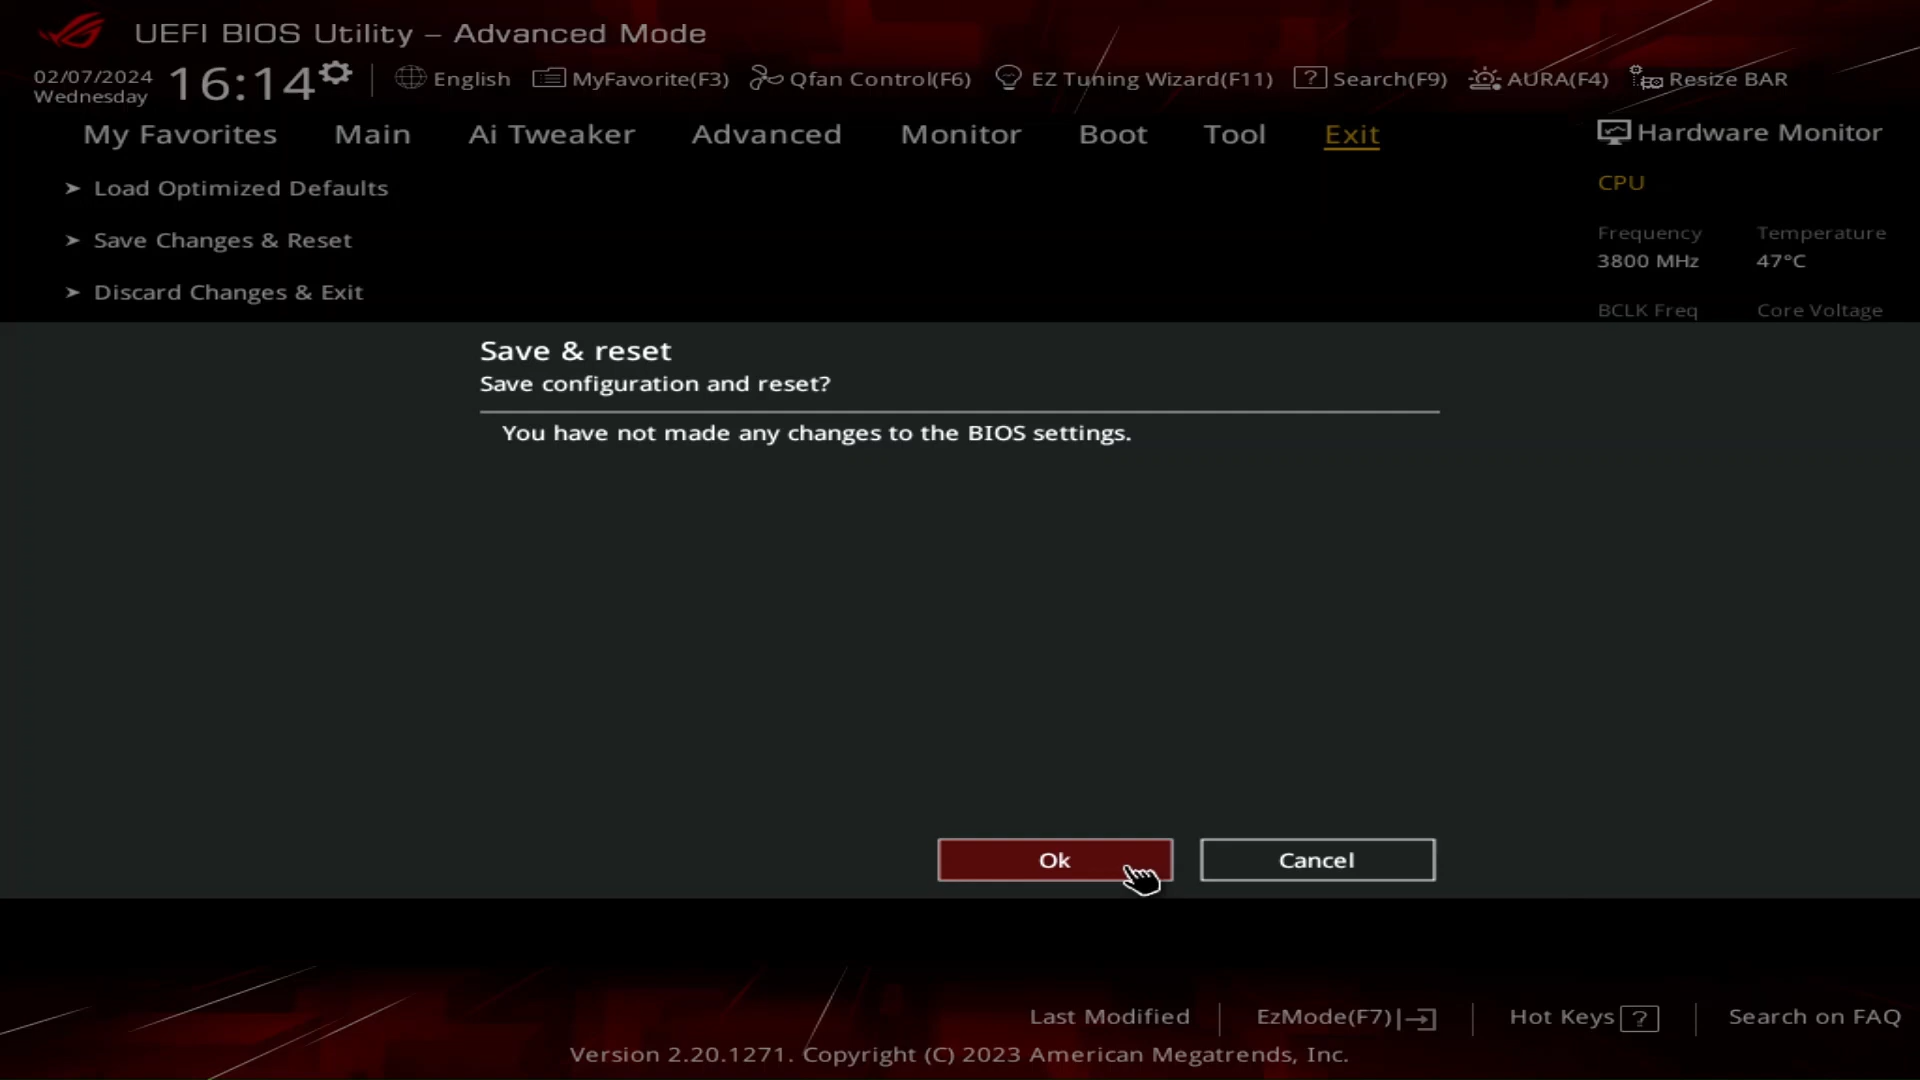 UEFI BIOS Utility – Advanced Mode
02/07/2024
Wednesday
16:14
English
MyFavorite(F3)
Qfan Control(F6)
EZ Tuning Wizard(F11)
? Search(F9)
AURA(F4)
Resize BAR
My Favorites
Main
Ai Tweaker
Advanced
Monitor
Boot
Tool
Exit
Hardware Monitor
Load Optimized Defaults
Save Changes & Reset
Discard Changes & Exit
CPU
Frequency
Temperature
3800 MHz
47°C
BCLK Freq
Core Voltage
Save & reset
Save configuration and reset?
You have not made any changes to the BIOS settings.
Ok
Cancel
Last Modified
EzMode(F7)
Hot Keys ?
Search on FAQ
Version 2.20.1271. Copyright (C) 2023 American Megatrends, Inc.